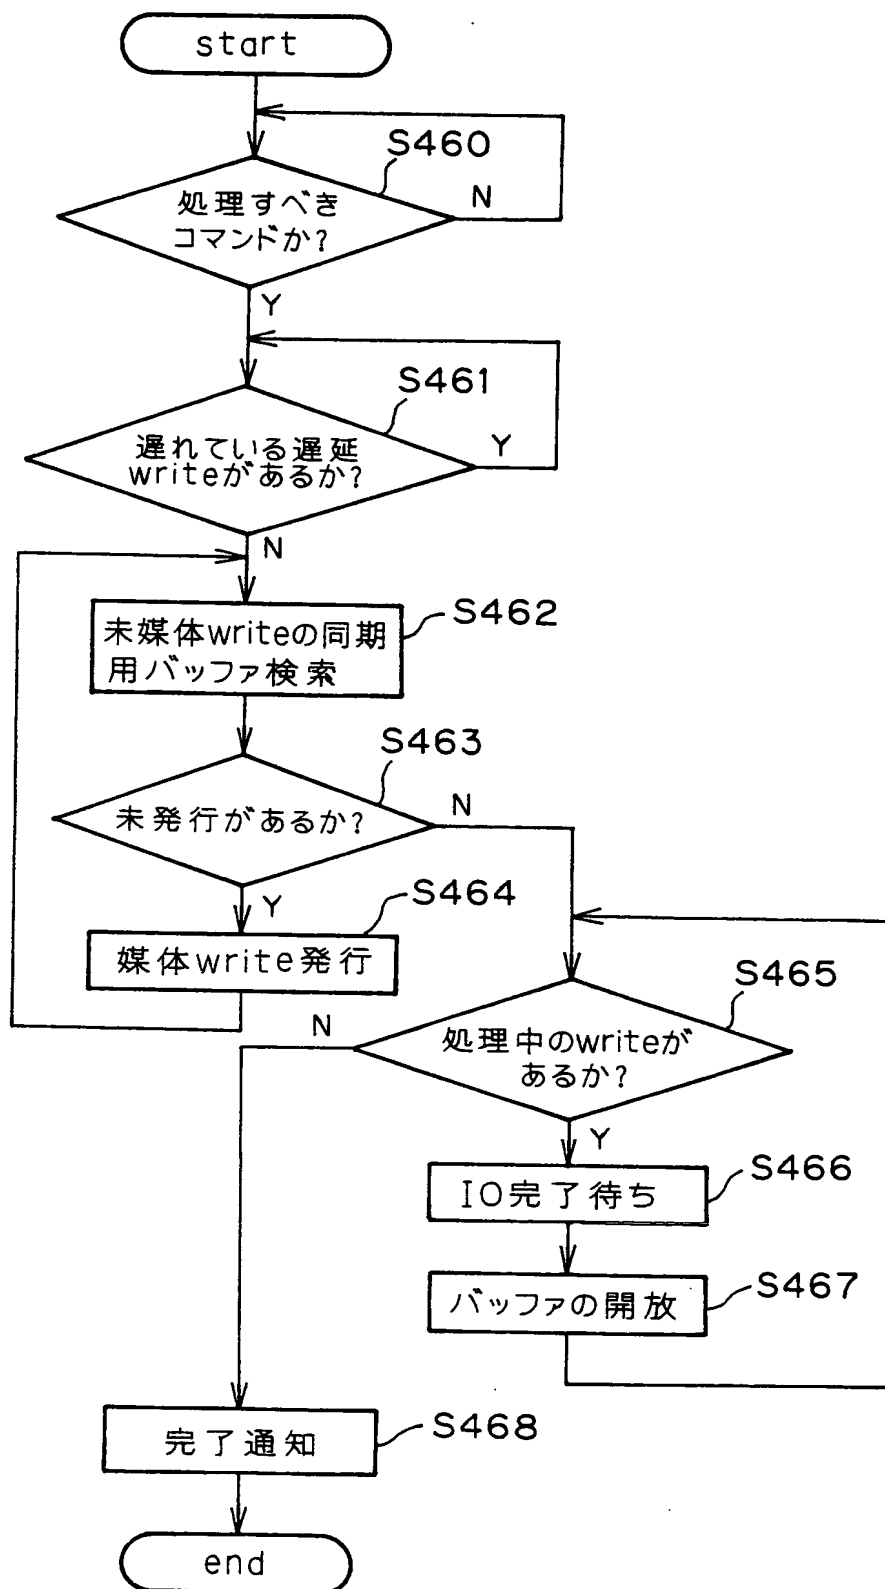 start
S460
処理すべき
コマンドか?
N
Y
S461
遅れている遅延
writeがあるか?
Y
N
S462
未媒体writeの同期
用バッファ検索
S463
未発行があるか?
N
Y
S464
媒体write発行
S465
処理中のwriteが
あるか?
N
Y
S466
IO完了待ち
S467
バッファの開放
S468
完了通知
end